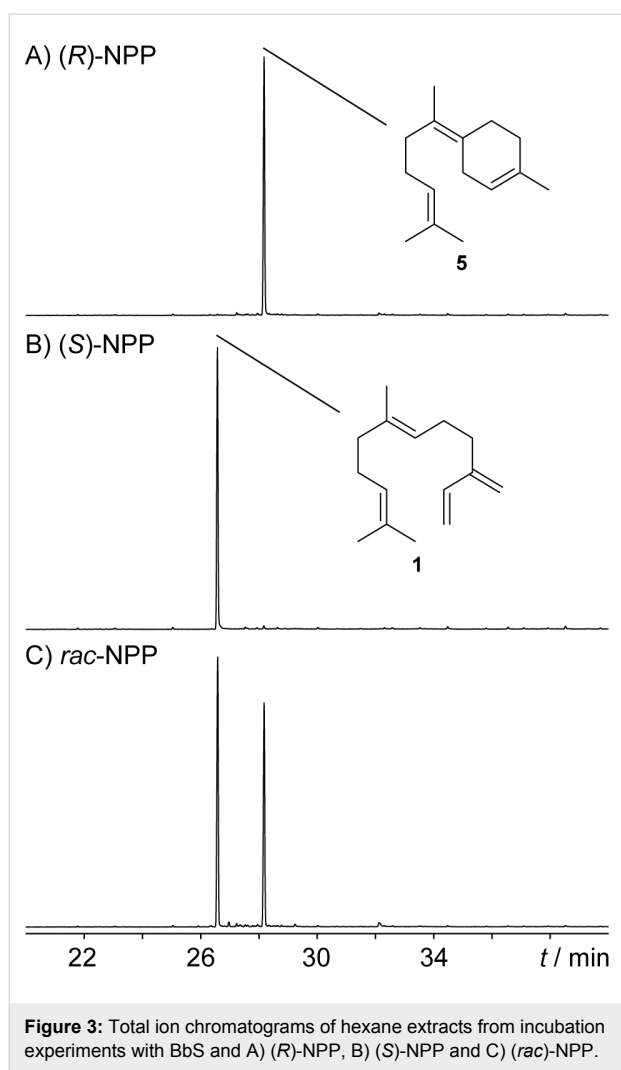 A) (R)-NPP
5
B) (S)-NPP
1
C) rac-NPP
22 26 30 34 t / min
Figure 3: Total ion chromatograms of hexane extracts from incubation
experiments with BbS and A) (R)-NPP, B) (S)-NPP and C) (rac)-NPP.